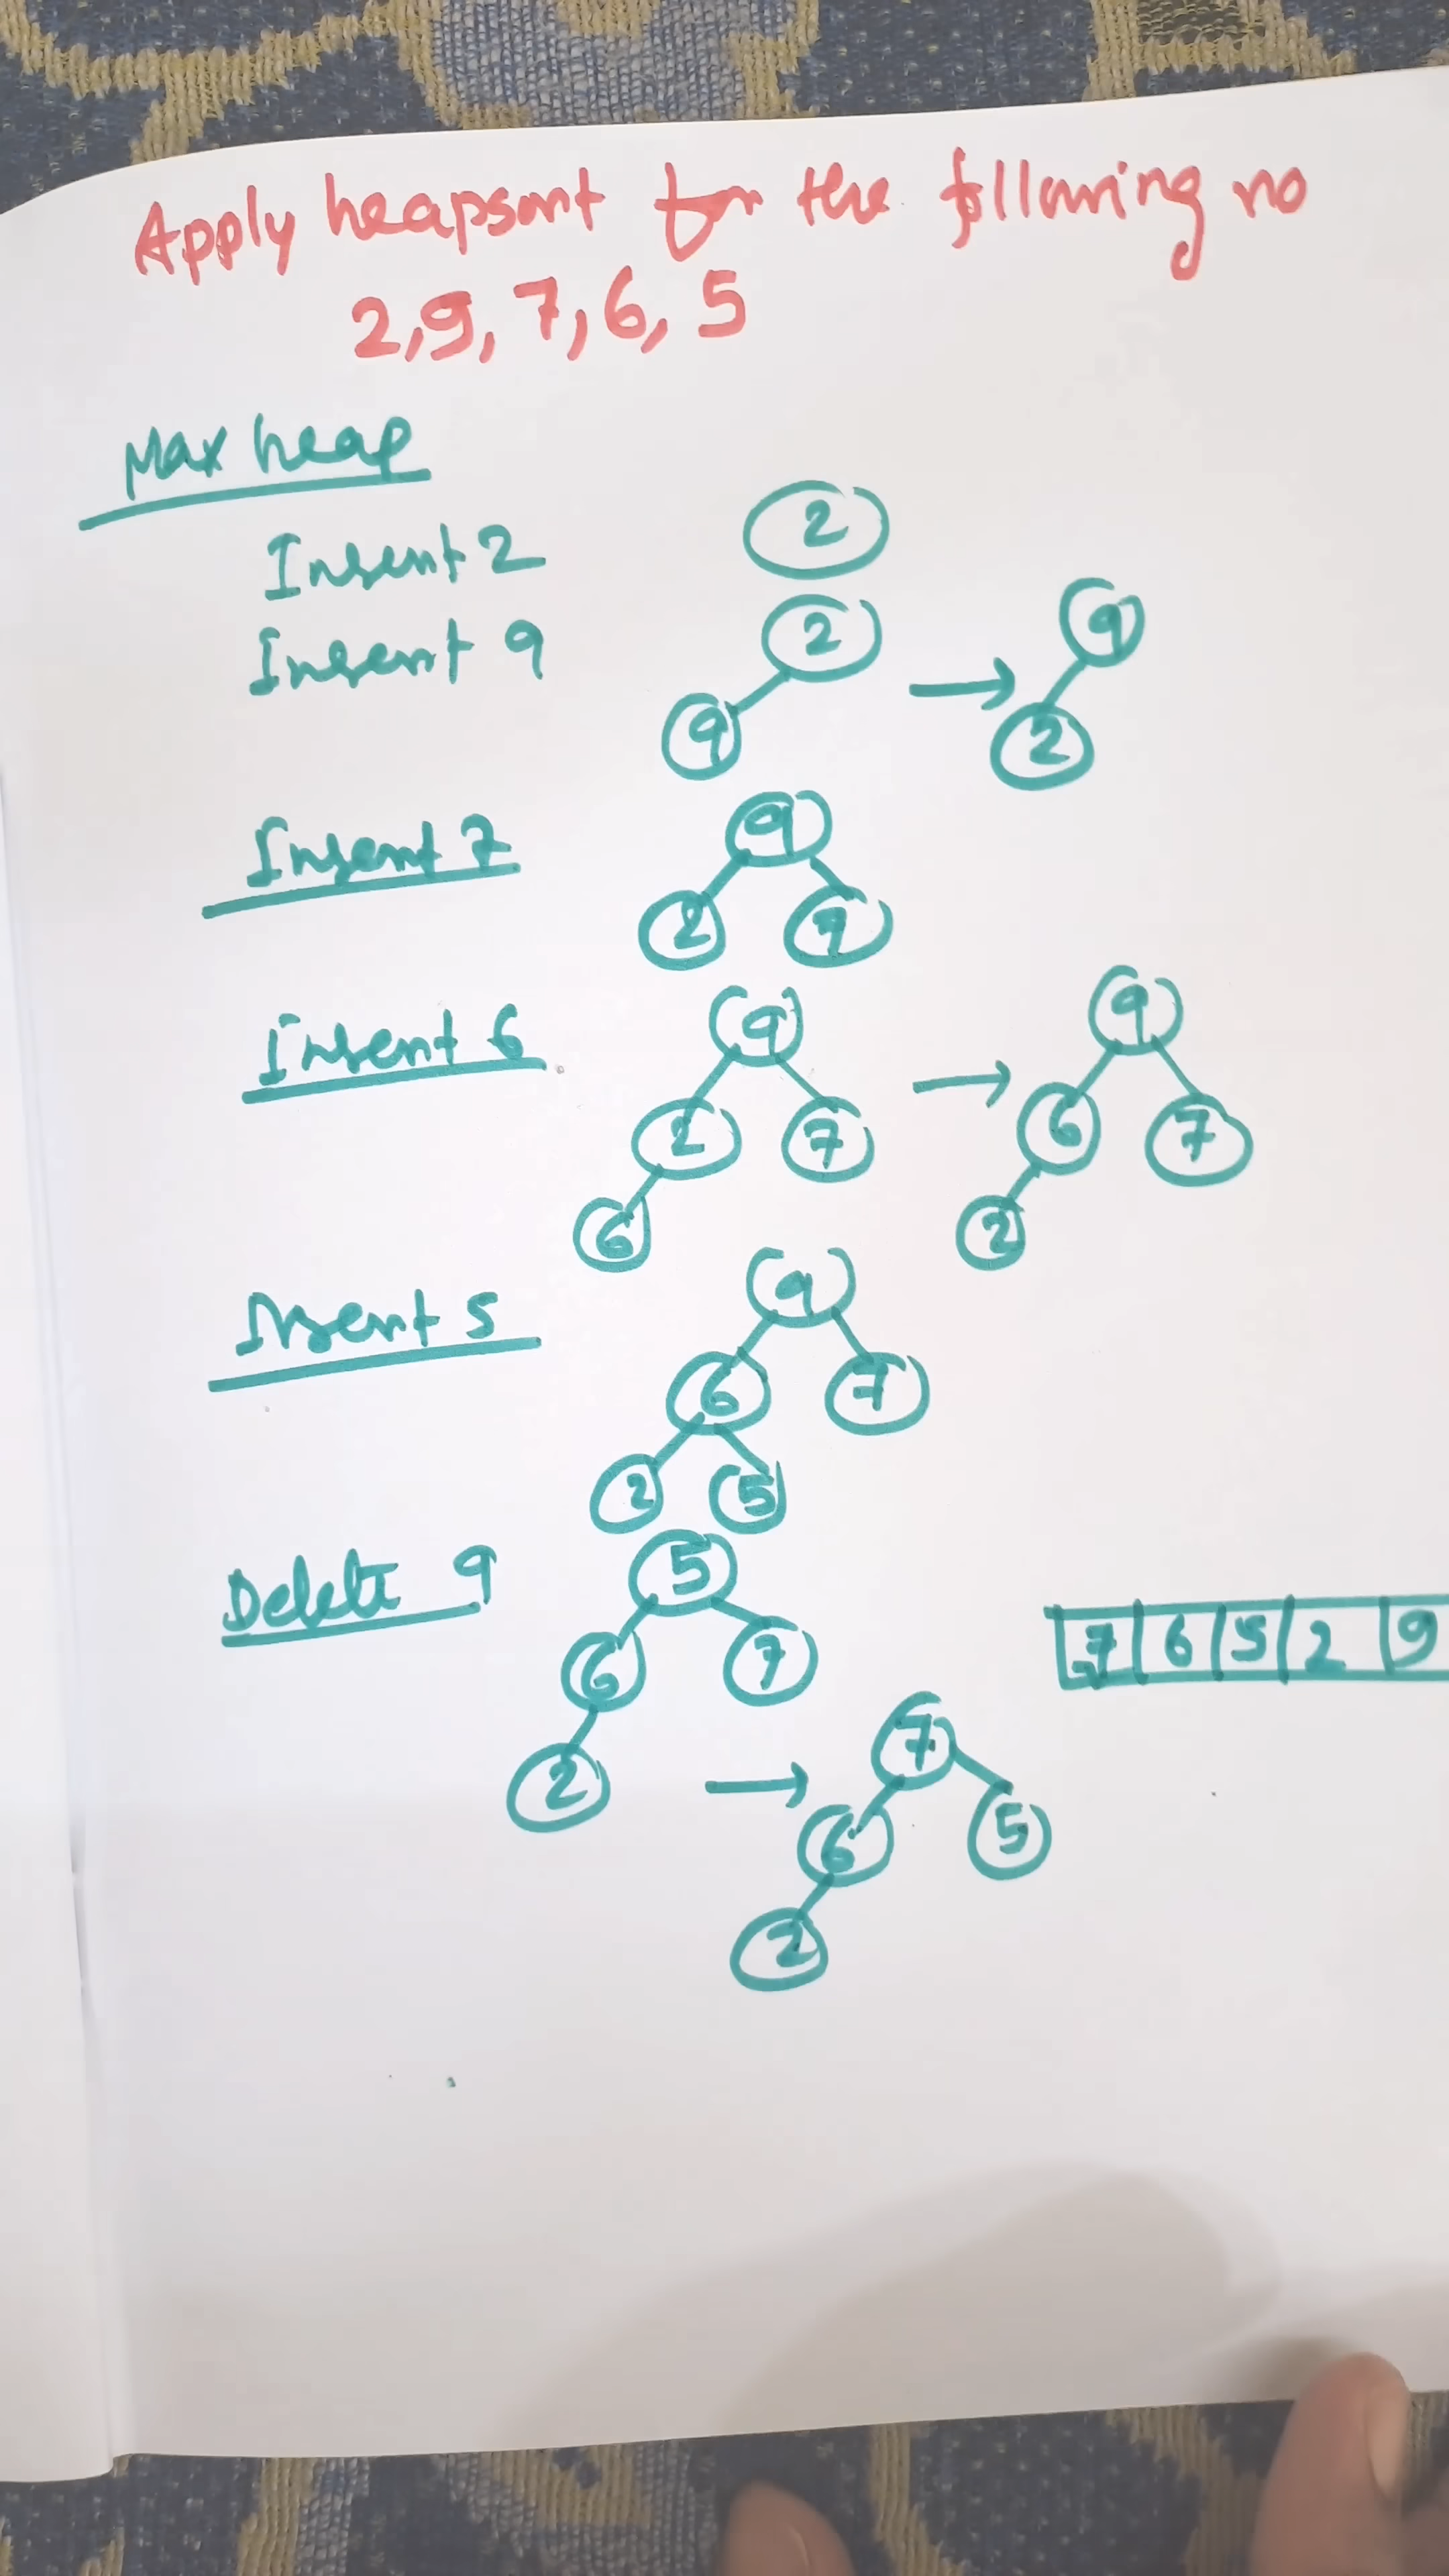 Apply heapsort for the following no
2,9,7,6,5
Max heap
Insert 2
2
Insert 9
2
9
→
9
2
Insert 7
9
2 7
Insert 6
9
2 7
6
→
9
6 7
2
Insert 5
9
6 7
2 5
Delete 9
5
6 7
2
→
7
6 5
2
7 6 5 2 9